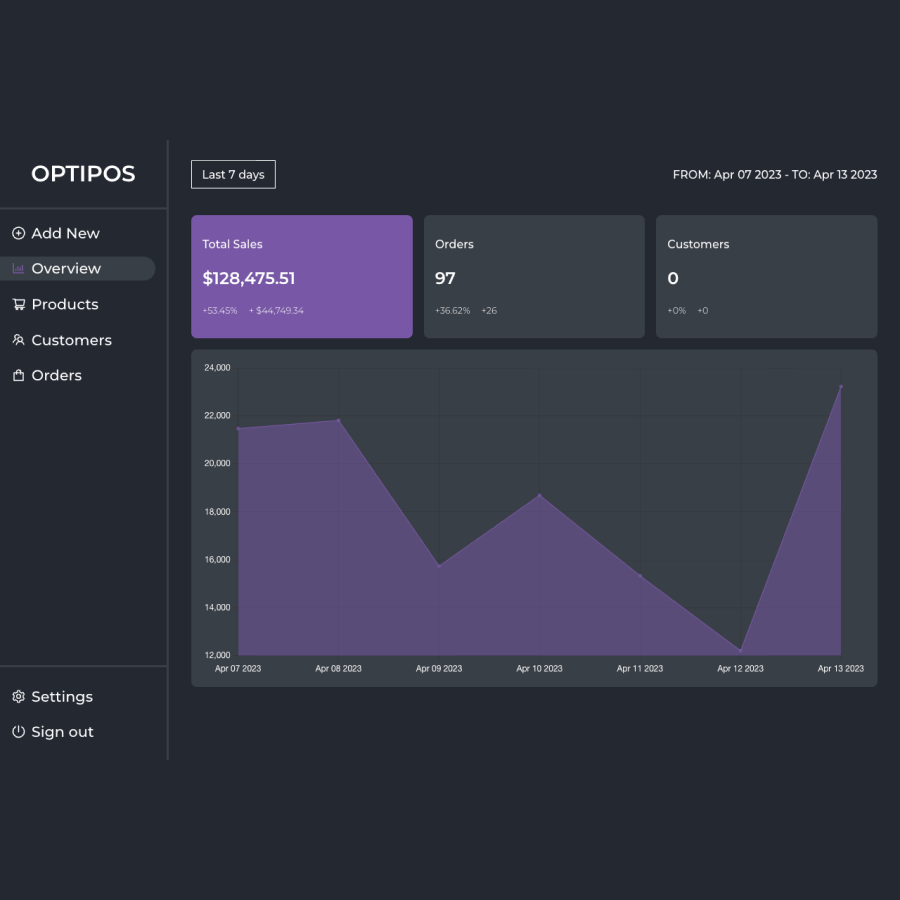 OPTIPOS
Add New
Overview
Products
Customers
Orders
Settings
Sign out
Last 7 days
FROM: Apr 07 2023 - TO: Apr 13 2023
Total Sales
$128,475.51
+53.45% + $44,749.34
Orders
97
+36.62% +26
Customers
0
+0% +0
24,000
22,000
20,000
18,000
16,000
14,000
12,000
Apr 07 2023 Apr 08 2023 Apr 09 2023 Apr 10 2023 Apr 11 2023 Apr 12 2023 Apr 13 2023